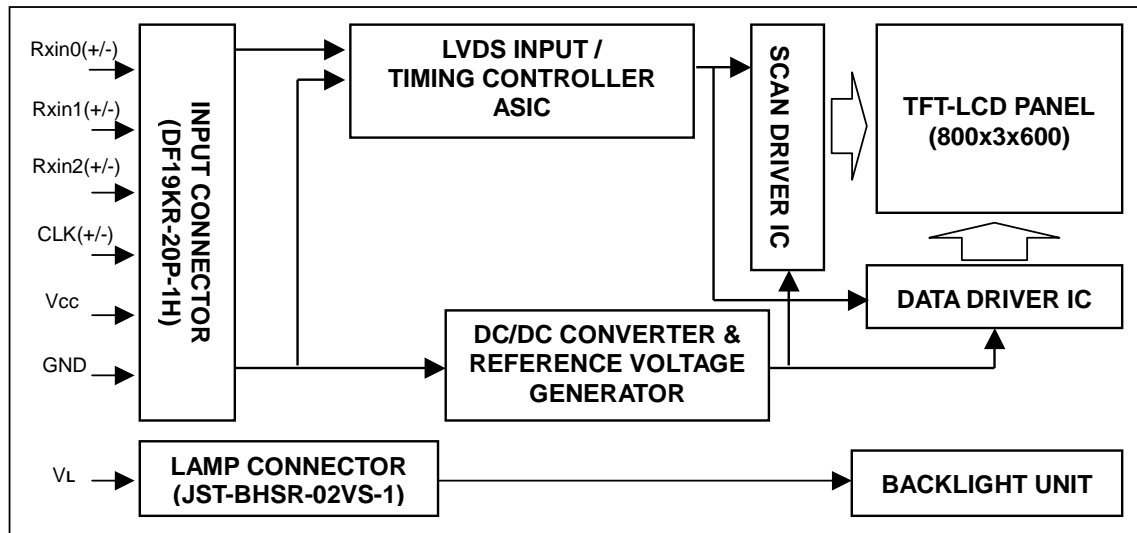 Rxin0(+/-)
Rxin1(+/-)
Rxin2(+/-)
CLK(+/-)
Vcc
GND
VL
INPUT CONNECTOR
(DF19KR-20P-1H)
LVDS INPUT /
TIMING CONTROLLER
ASIC
SCAN DRIVER IC
TFT-LCD PANEL
(800x3x600)
DATA DRIVER IC
DC/DC CONVERTER &
REFERENCE VOLTAGE
GENERATOR
LAMP CONNECTOR
(JST-BHSR-02VS-1)
BACKLIGHT UNIT